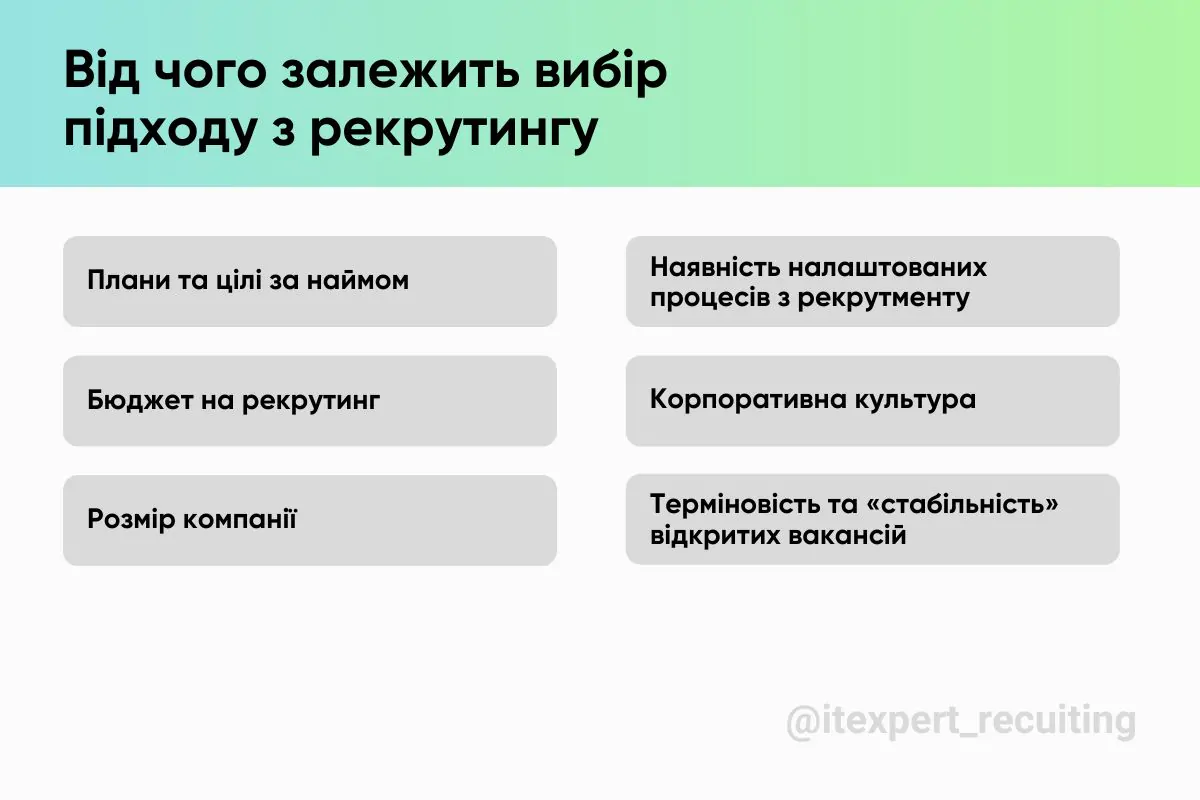 Від чого залежить вибір
підходу з рекрутингу
Плани та цілі за наймом
Бюджет на рекрутинг
Розмір компанії
Наявність налаштованих
процесів з рекрутменту
Корпоративна культура
Терміновість та «стабільність»
відкритих вакансій
@itexpert_recuiting